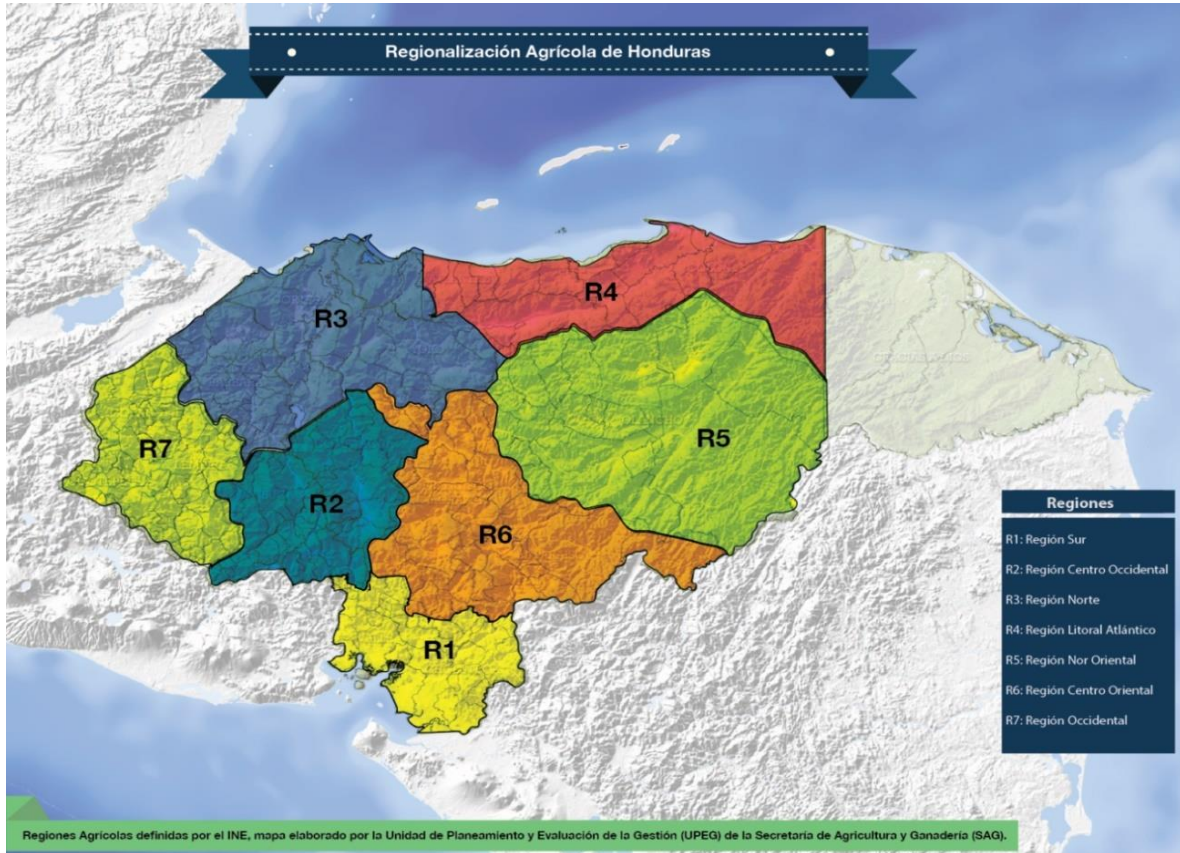 Regionalización Agrícola de Honduras
R4
R3
R5
R7
R2
R6
R1
Regiones
R1: Región Sur
R2: Región Centro Occidental
R3: Región Norte
R4: Región Litoral Atlántico
R5: Región Nor Oriental
R6: Región Centro Oriental
R7: Región Occidental
Regiones Agrícolas definidas por el INE, mapa elaborado por la Unidad de Planeamiento y Evaluación de la Gestión (UPEG) de la Secretaría de Agricultura y Ganadería (SAG).